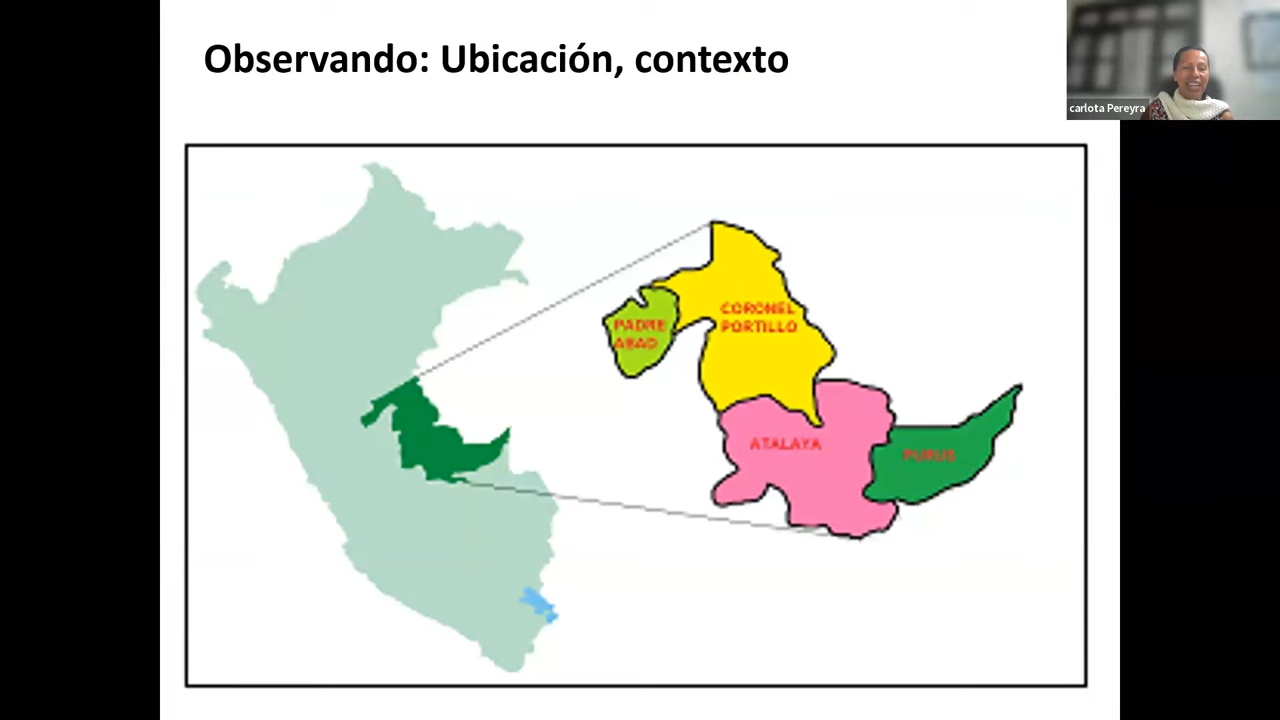 Observando: Ubicación, contexto
carlota Pereyra
CORONEL
PORTILLO
PADRE
ABAD
ATALAYA
PURUS